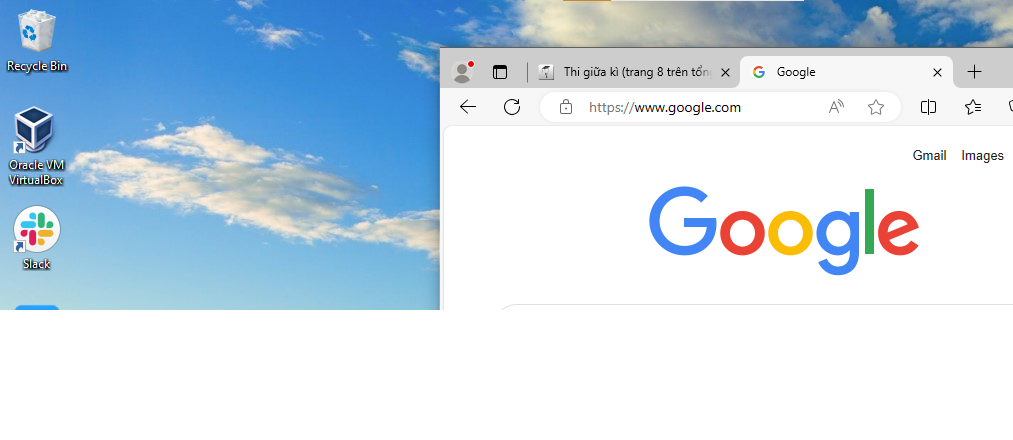 Recycle Bin
Oracle VM
VirtualBox
Slack
Thi giữa kì (trang 8 trên tổng
Google
https://www.google.com
Gmail
Images
Google